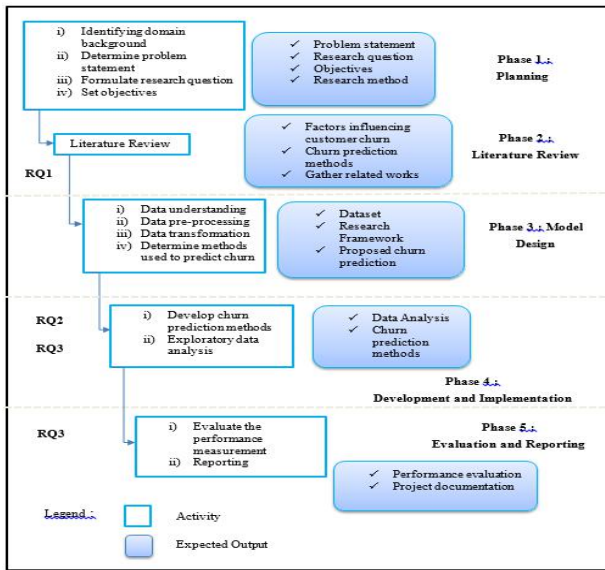 i) Identifying domain
background
ii) Determine problem
statement
iii) Formulate research question
iv) Set objectives
✓ Problem statement
✓ Research question
✓ Objectives
✓ Research method
Phase 1 :
Planning
Literature Review
RQ1
✓ Factors influencing
customer churn
✓ Churn prediction
methods
✓ Gather related works
Phase 2 :
Literature Review
i) Data understanding
ii) Data pre-processing
iii) Data transformation
iv) Determine methods
used to predict churn
✓ Dataset
✓ Research
Framework
✓ Proposed churn
prediction
Phase 3 : Model
Design
RQ2
RQ3
i) Develop churn
prediction methods
ii) Exploratory data
analysis
✓ Data Analysis
✓ Churn
prediction
methods
Phase 4 :
Development and Implementation
RQ3
i) Evaluate the
performance
measurement
ii) Reporting
Phase 5 :
Evaluation and Reporting
✓ Performance evaluation
✓ Project documentation
Legend :
Activity
Expected Output